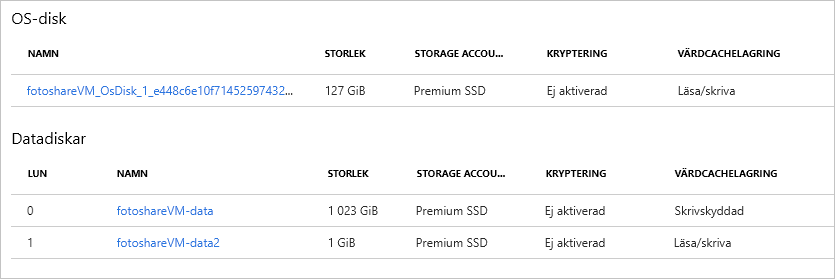 OS-disk
NAMN STORLEK STORAGE ACCOU... KRYPTERING VÄRDCACHELAGRING
fotoshareVM_OsDisk_1_e448c6e10f71452597432... 127 GiB Premium SSD Ej aktiverad Läsa/skriva
Datadiskar
LUN NAMN STORLEK STORAGE ACCOU... KRYPTERING VÄRDCACHELAGRING
0 fotoshareVM-data 1 023 GiB Premium SSD Ej aktiverad Skrivskyddad
1 fotoshareVM-data2 1 GiB Premium SSD Ej aktiverad Läsa/skriva